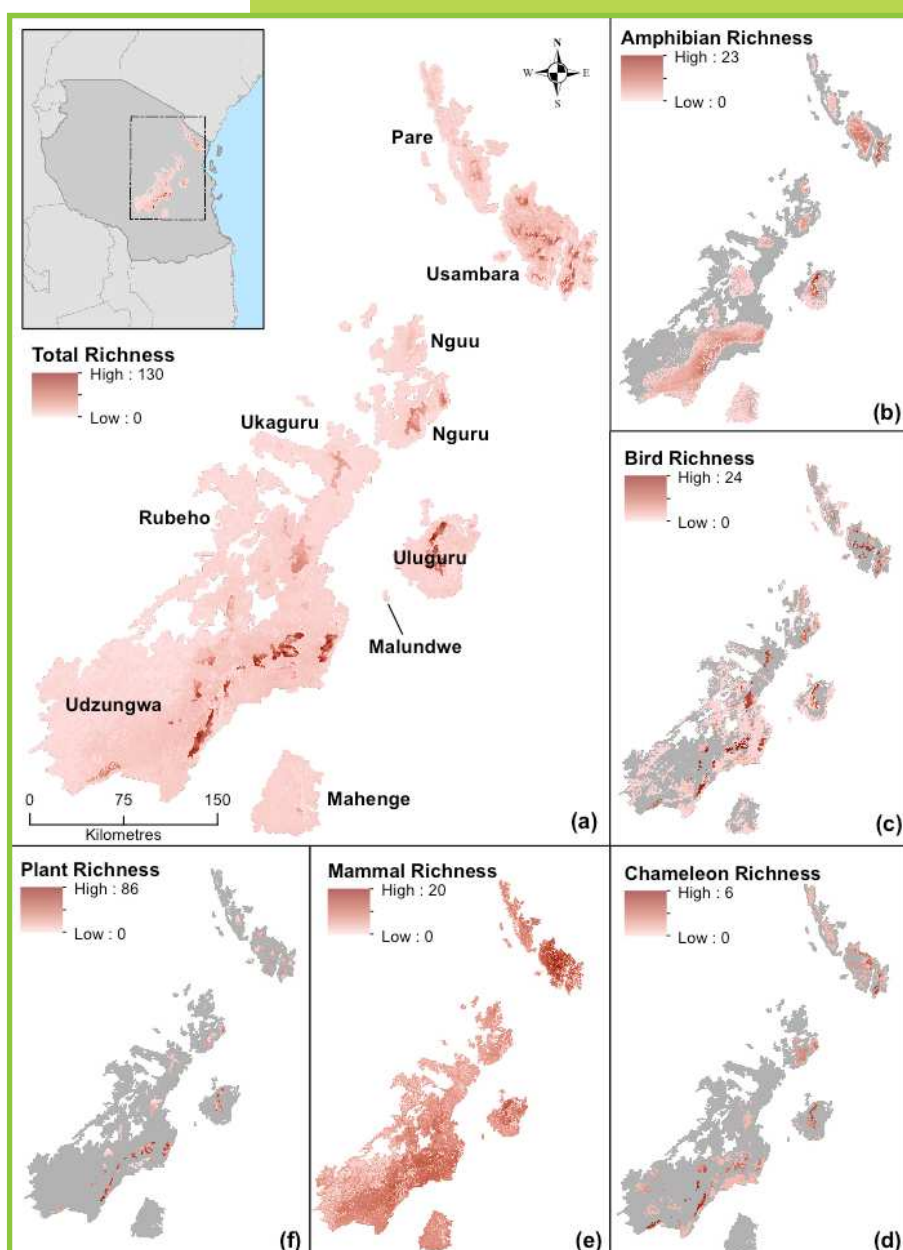 N
W E
S
Pare
Usambara
Total Richness
High : 130
Low : 0
Nguu
Ukaguru
Nguru
Rubeho
Uluguru
Malundwe
Udzungwa
Mahenge
0 75 150
Kilometres
(a)
Amphibian Richness
High : 23
Low : 0
(b)
Bird Richness
High : 24
Low : 0
(c)
Plant Richness
High : 86
Low : 0
(f)
Mammal Richness
High : 20
Low : 0
(e)
Chameleon Richness
High : 6
Low : 0
(d)